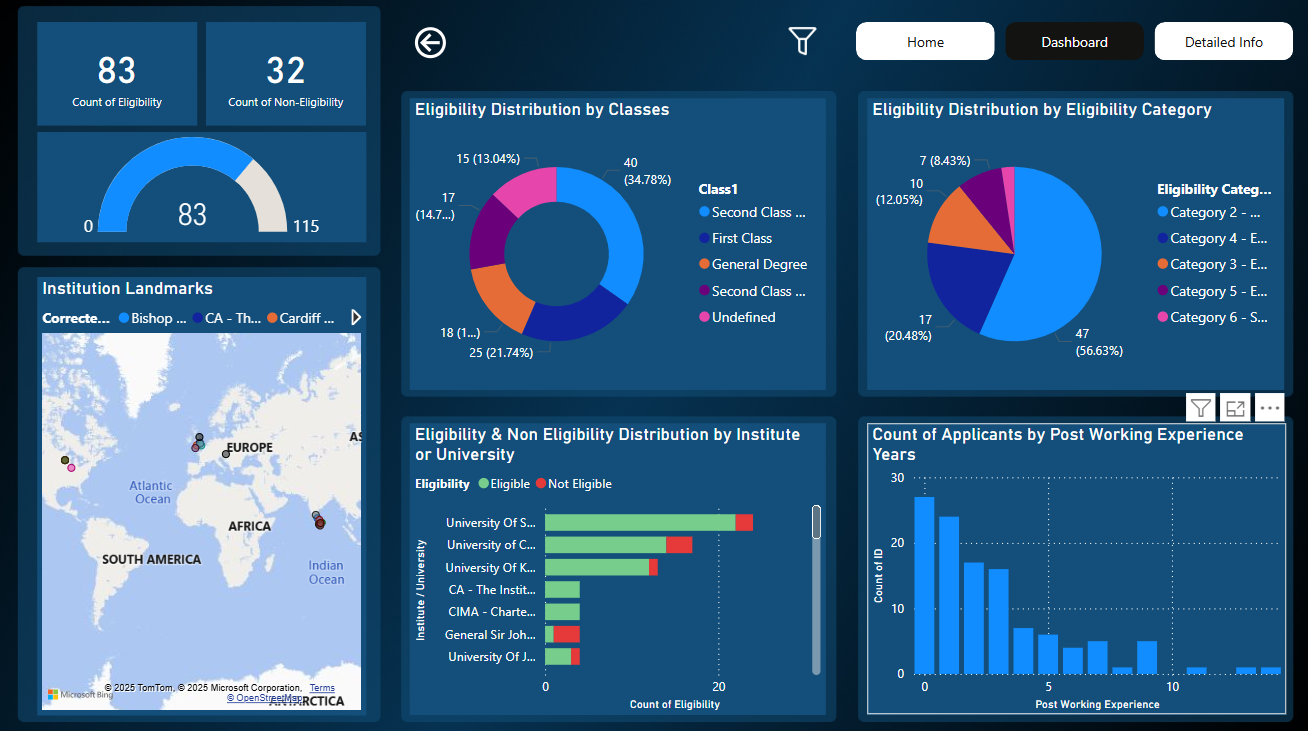 83
Count of Eligibility
32
Count of Non-Eligibility
0
83
115
Home
Dashboard
Detailed Info
Institution Landmarks
Correcte...
Bishop ...
CA - Th...
Cardiff ...
EUROPE
AS
Atlantic
Ocean
AFRICA
SOUTH AMERICA
Indian
Ocean
© 2025 TomTom, © 2025 Microsoft Corporation, Terms
Microsoft Bing
© OpenStreetMap
ANTARCTICA
Eligibility Distribution by Classes
15 (13.04%)
40
(34.78%)
17
(14.7...)
18 (1...)
25 (21.74%)
Class1
Second Class ...
First Class
General Degree
Second Class ...
Undefined
Eligibility Distribution by Eligibility Category
7 (8.43%)
10
(12.05%)
17
(20.48%)
47
(56.63%)
Eligibility Categ...
Category 2 - ...
Category 4 - E...
Category 3 - E...
Category 5 - E...
Category 6 - S...
Eligibility & Non Eligibility Distribution by Institute
or University
Eligibility
Eligible
Not Eligible
Institute / University
University Of S...
University of C...
University Of K...
CA - The Instit...
CIMA - Charte...
General Sir Joh...
University Of J...
0
20
Count of Eligibility
Count of Applicants by Post Working Experience
Years
Count of ID
30
20
10
0
0
5
10
Post Working Experience